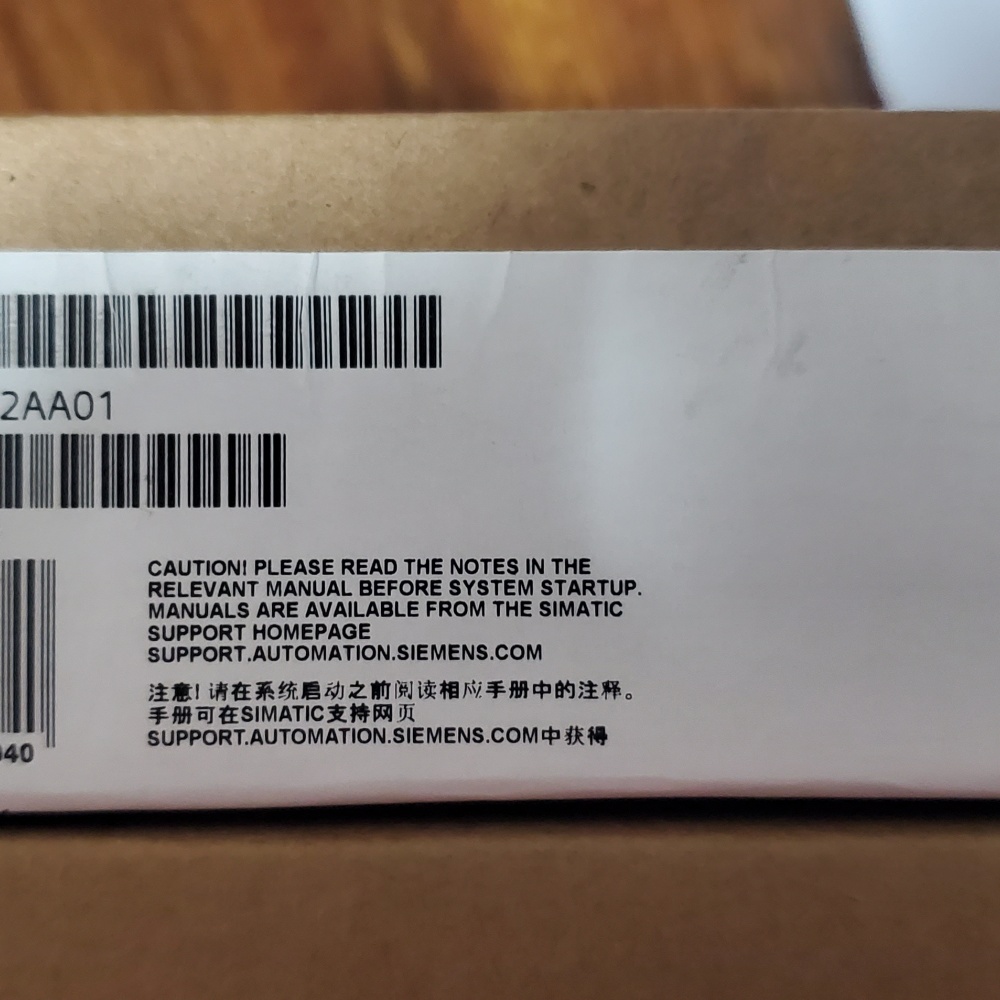 2AA01
CAUTION! PLEASE READ THE NOTES IN THE
RELEVANT MANUAL BEFORE SYSTEM STARTUP.
MANUALS ARE AVAILABLE FROM THE SIMATIC
SUPPORT HOMEPAGE
SUPPORT.AUTOMATION.SIEMENS.COM
注意! 请在系统启动之前阅读相应手册中的注释。
手册可在SIMATIC支持网页
SUPPORT.AUTOMATION.SIEMENS.COM中获得
040